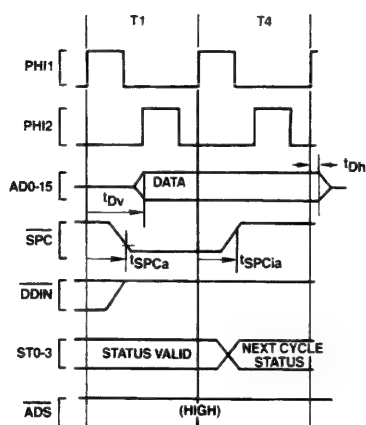 T1 T4
PHI1
PHI2
tDh
AD0-15 DATA
tDv
SPC
tSPCa tSPCia
DDIN
ST0-3 STATUS VALID NEXT CYCLE
STATUS
ADS (HIGH)